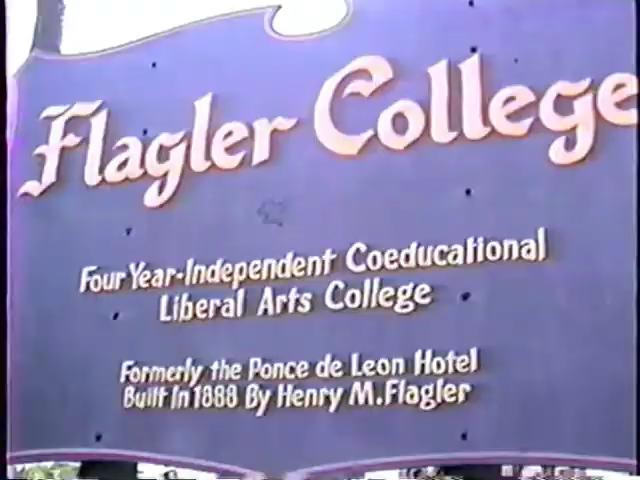 Flagler College
Four Year-Independent Coeducational
Liberal Arts College
Formerly the Ponce de Leon Hotel
Built In 1888 By Henry M.Flagler